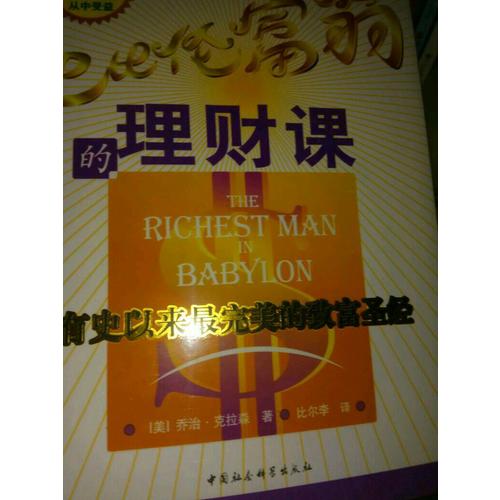 从中受益
巴比伦富翁
的理财课
THE
RICHEST MAN
IN
BABYLON
有史以来最完美的致富圣经
[美] 乔治·克拉森 著 比尔李 译
中国社会科学出版社